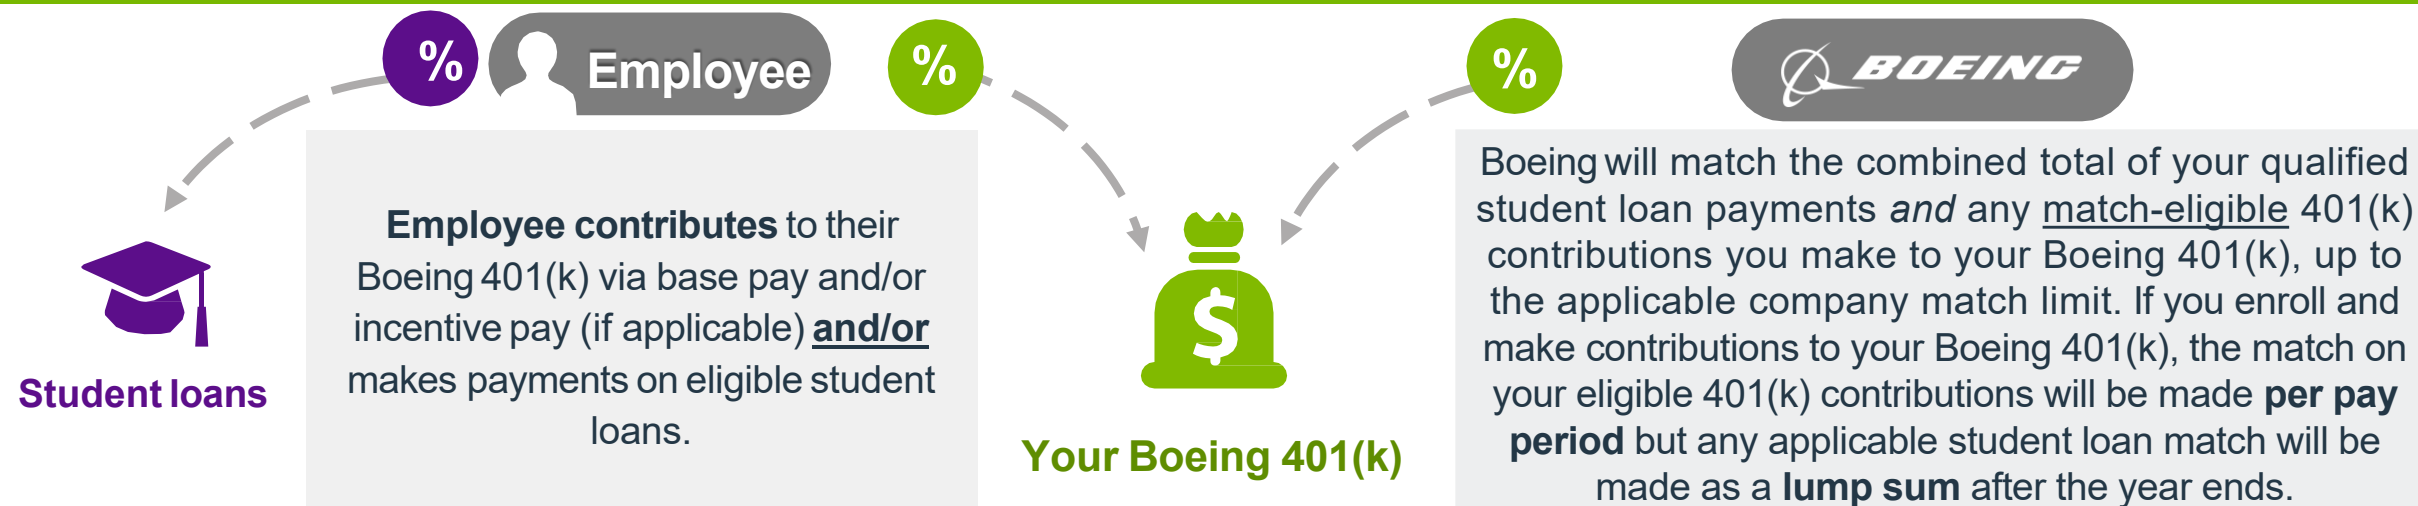 %
Employee
%
%
BOEING
Employee contributes to their
Boeing 401(k) via base pay and/or
incentive pay (if applicable) and/or
makes payments on eligible student
loans.
Student loans
$
Your Boeing 401(k)
Boeing will match the combined total of your qualified
student loan payments and any match-eligible 401(k)
contributions you make to your Boeing 401(k), up to
the applicable company match limit. If you enroll and
make contributions to your Boeing 401(k), the match on
your eligible 401(k) contributions will be made per pay
period but any applicable student loan match will be
made as a lump sum after the year ends.